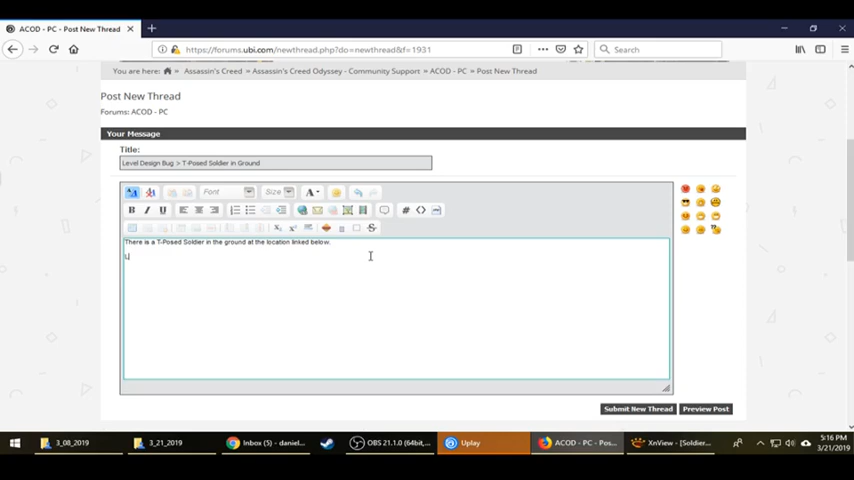 ACOD - PC - Post New Thread
https://forums.ubi.com/newthread.php?do=newthread&f=1931
Search
You are here: » Assassin's Creed » Assassin's Creed Odyssey - Community Support » ACOD - PC » Post New Thread
Post New Thread
Forums: ACOD - PC
Your Message
Title:
Level Design Bug > T-Posed Soldier in Ground
Font
Size
There is a T-Posed Soldier in the ground at the location linked below.
L
Submit New Thread
Preview Post
3_08_2019
3_21_2019
Inbox (5) - daniel...
OBS 21.1.0 (64bit,...
Uplay
ACOD - PC - Pos...
XnView - [Soldier...
5:16 PM
3/21/2019